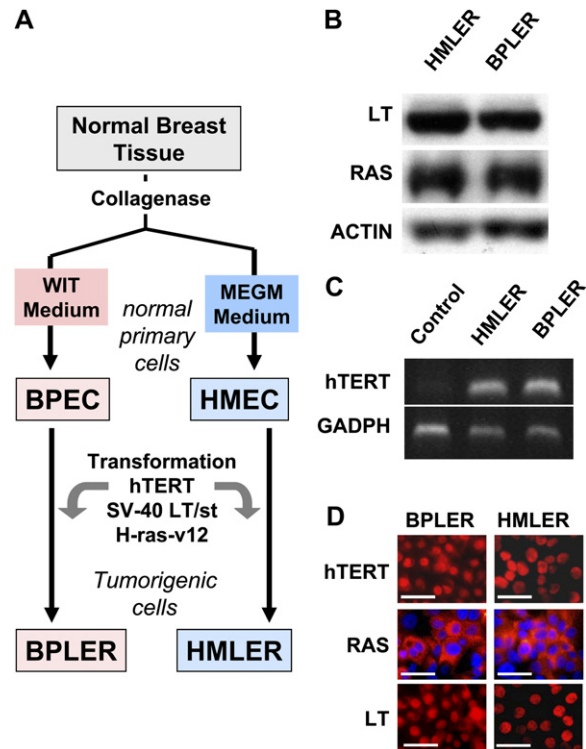 A
Normal Breast
Tissue
Collagenase
WIT
Medium
MEGM
Medium
normal
primary
cells
BPEC
HMEC
Transformation
hTERT
SV-40 LT/st
H-ras-v12
Tumorigenic
cells
BPLER
HMLER
B
HMLER
BPLER
LT
RAS
ACTIN
C
Control
HMLER
BPLER
hTERT
GADPH
D
BPLER
HMLER
hTERT
RAS
LT